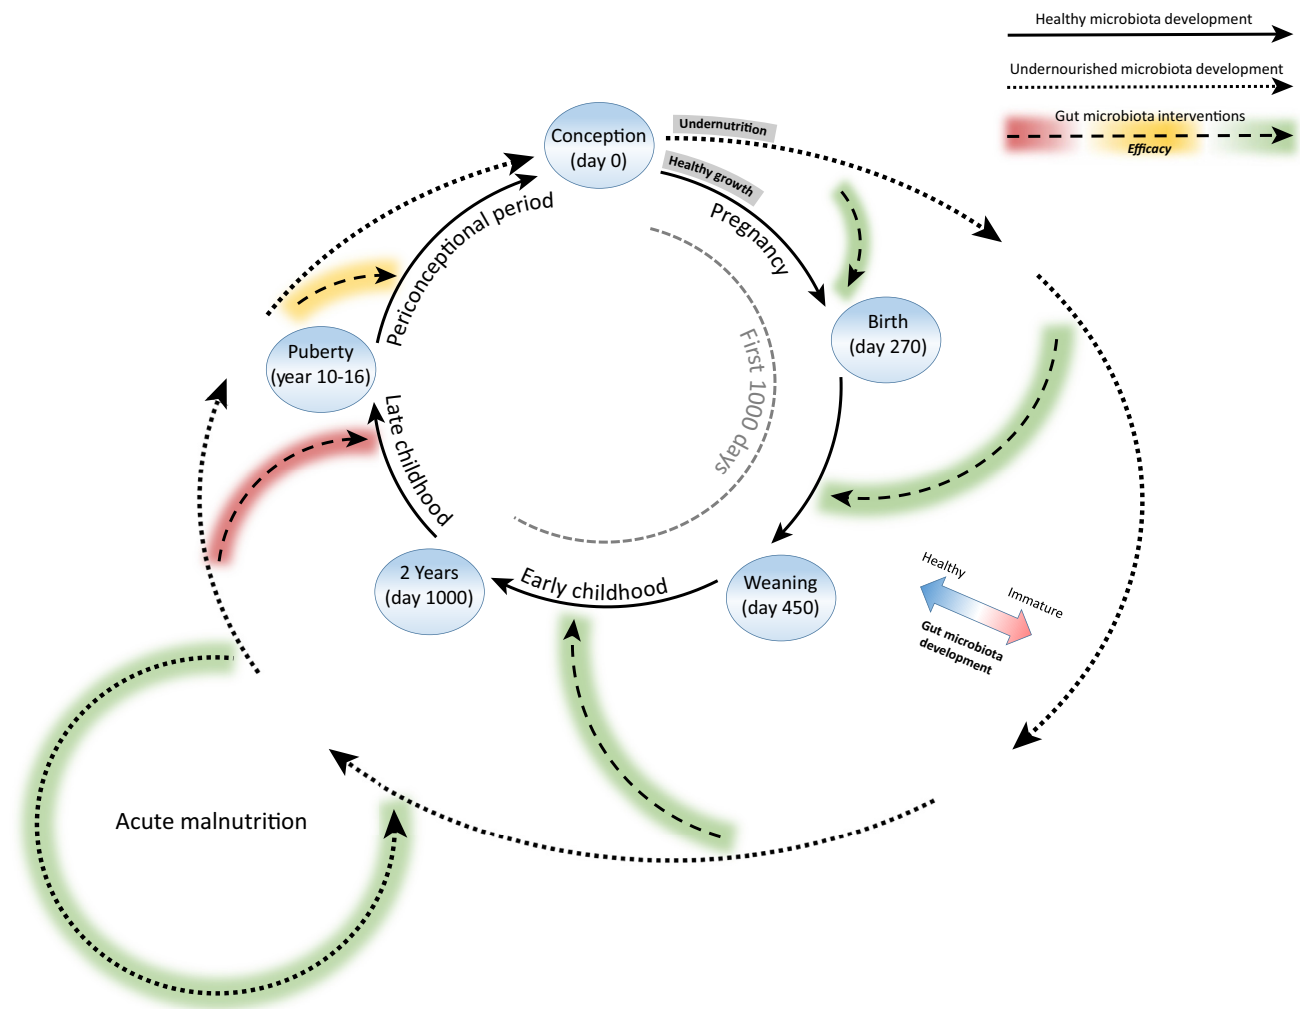 Healthy microbiota development
Undernourished microbiota development
Gut microbiota interventions
Efficacy
Conception
(day 0)
Undernutrition
Healthy growth
Pregnancy
Periconceptional period
First 1000 days
Birth
(day 270)
Puberty
(year 10-16)
Late childhood
2 Years
(day 1000)
Early childhood
Weaning
(day 450)
Healthy
Immature
Gut microbiota
development
Acute malnutrition